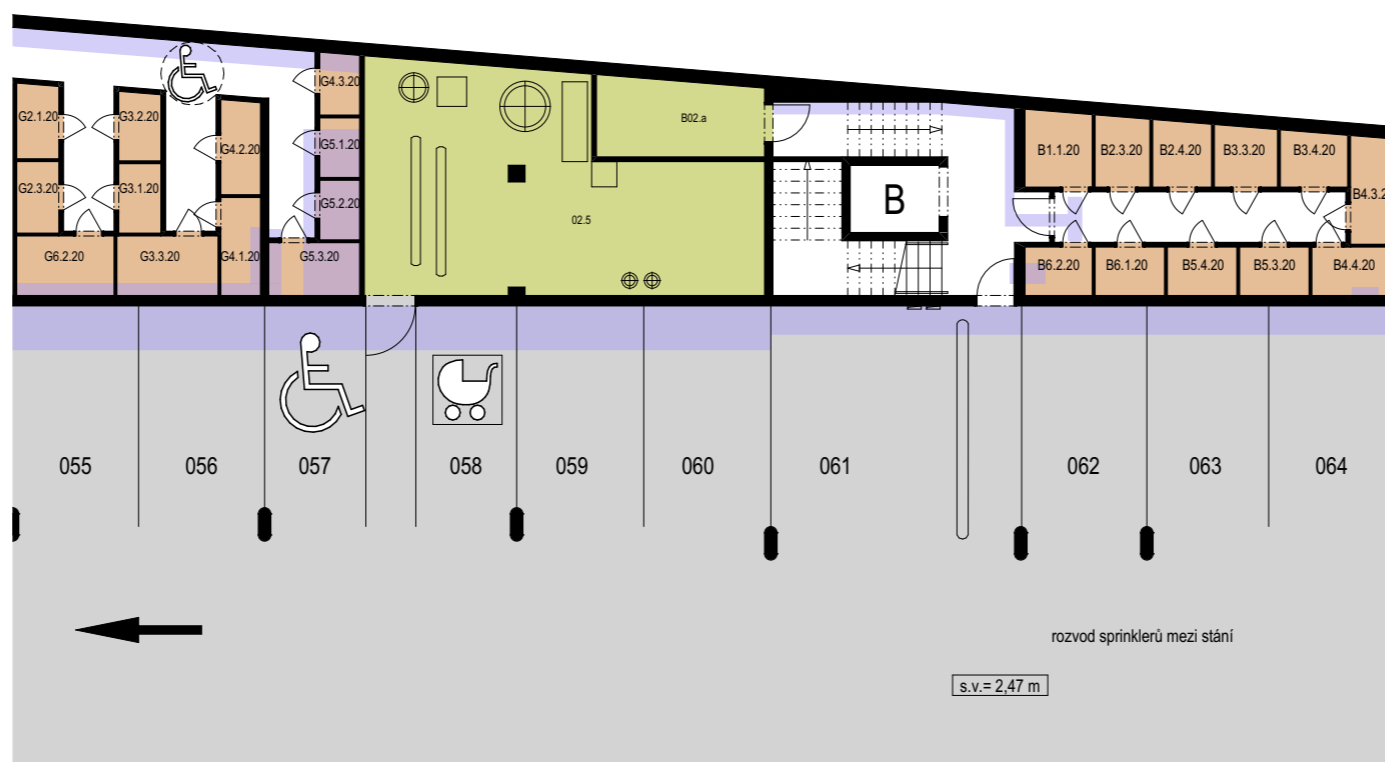 G4.3.20
G2.1.20
G3.2.20
G4.2.20
G5.1.20
B02.a
B1.1.20
B2.3.20
B2.4.20
B3.3.20
B3.4.20
G2.3.20
G3.1.20
G5.2.20
02.5
B
B4.3.2
G6.2.20
G3.3.20
G4.1.20
G5.3.20
B6.2.20
B6.1.20
B5.4.20
B5.3.20
B4.4.20
055
056
057
058
059
060
061
062
063
064
rozvod sprinklerů mezi stání
s.v.= 2,47 m